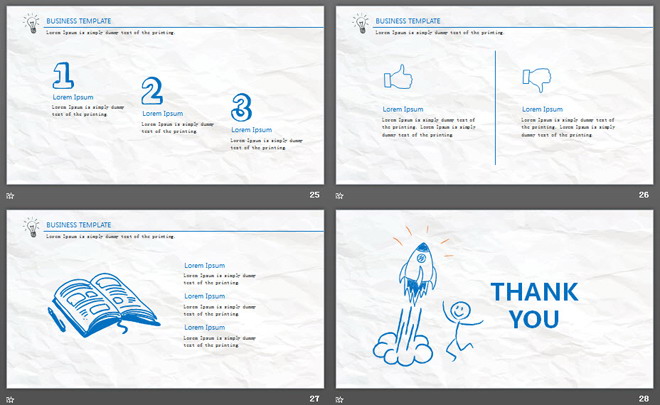 BUSINESS TEMPLATE
Lorem Ipsum is simply dummy text of the printing.
1
Lorem Ipsum
Lorem Ipsum is simply dummy
text of the printing.
2
Lorem Ipsum
Lorem Ipsum is simply dummy
text of the printing.
3
Lorem Ipsum
Lorem Ipsum is simply dummy
text of the printing.
25
BUSINESS TEMPLATE
Lorem Ipsum is simply dummy text of the printing.
Lorem Ipsum
Lorem Ipsum is simply dummy text of
the printing. Lorem Ipsum is simply
dummy text of the printing.
Lorem Ipsum
Lorem Ipsum is simply dummy text of
the printing. Lorem Ipsum is simply
dummy text of the printing.
26
BUSINESS TEMPLATE
Lorem Ipsum is simply dummy text of the printing.
Lorem Ipsum
Lorem Ipsum is simply dummy
text of the printing.
Lorem Ipsum
Lorem Ipsum is simply dummy
text of the printing.
Lorem Ipsum
Lorem Ipsum is simply dummy
text of the printing.
27
THANK
YOU
28